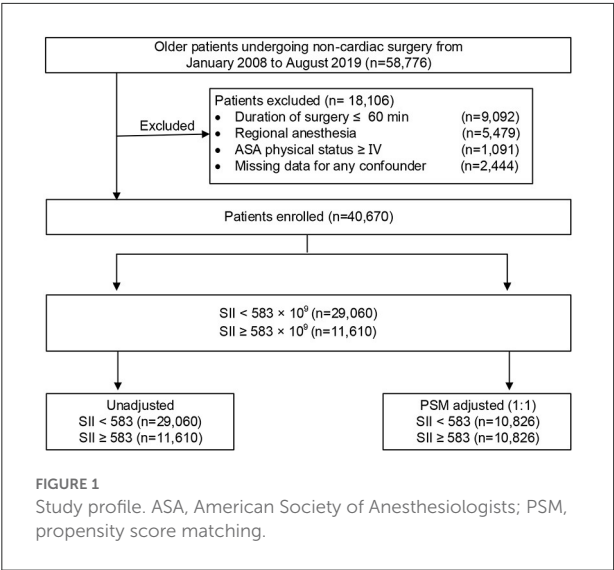 Older patients undergoing non-cardiac surgery from
January 2008 to August 2019 (n=58,776)
Excluded
Patients excluded (n= 18,106)
• Duration of surgery ≤ 60 min (n=9,092)
• Regional anesthesia (n=5,479)
• ASA physical status ≥ IV (n=1,091)
• Missing data for any confounder (n=2,444)
Patients enrolled (n=40,670)
SII < 583 × 10⁹ (n=29,060)
SII ≥ 583 × 10⁹ (n=11,610)
Unadjusted
SII < 583 (n=29,060)
SII ≥ 583 (n=11,610)
PSM adjusted (1:1)
SII < 583 (n=10,826)
SII ≥ 583 (n=10,826)
FIGURE 1
Study profile. ASA, American Society of Anesthesiologists; PSM,
propensity score matching.